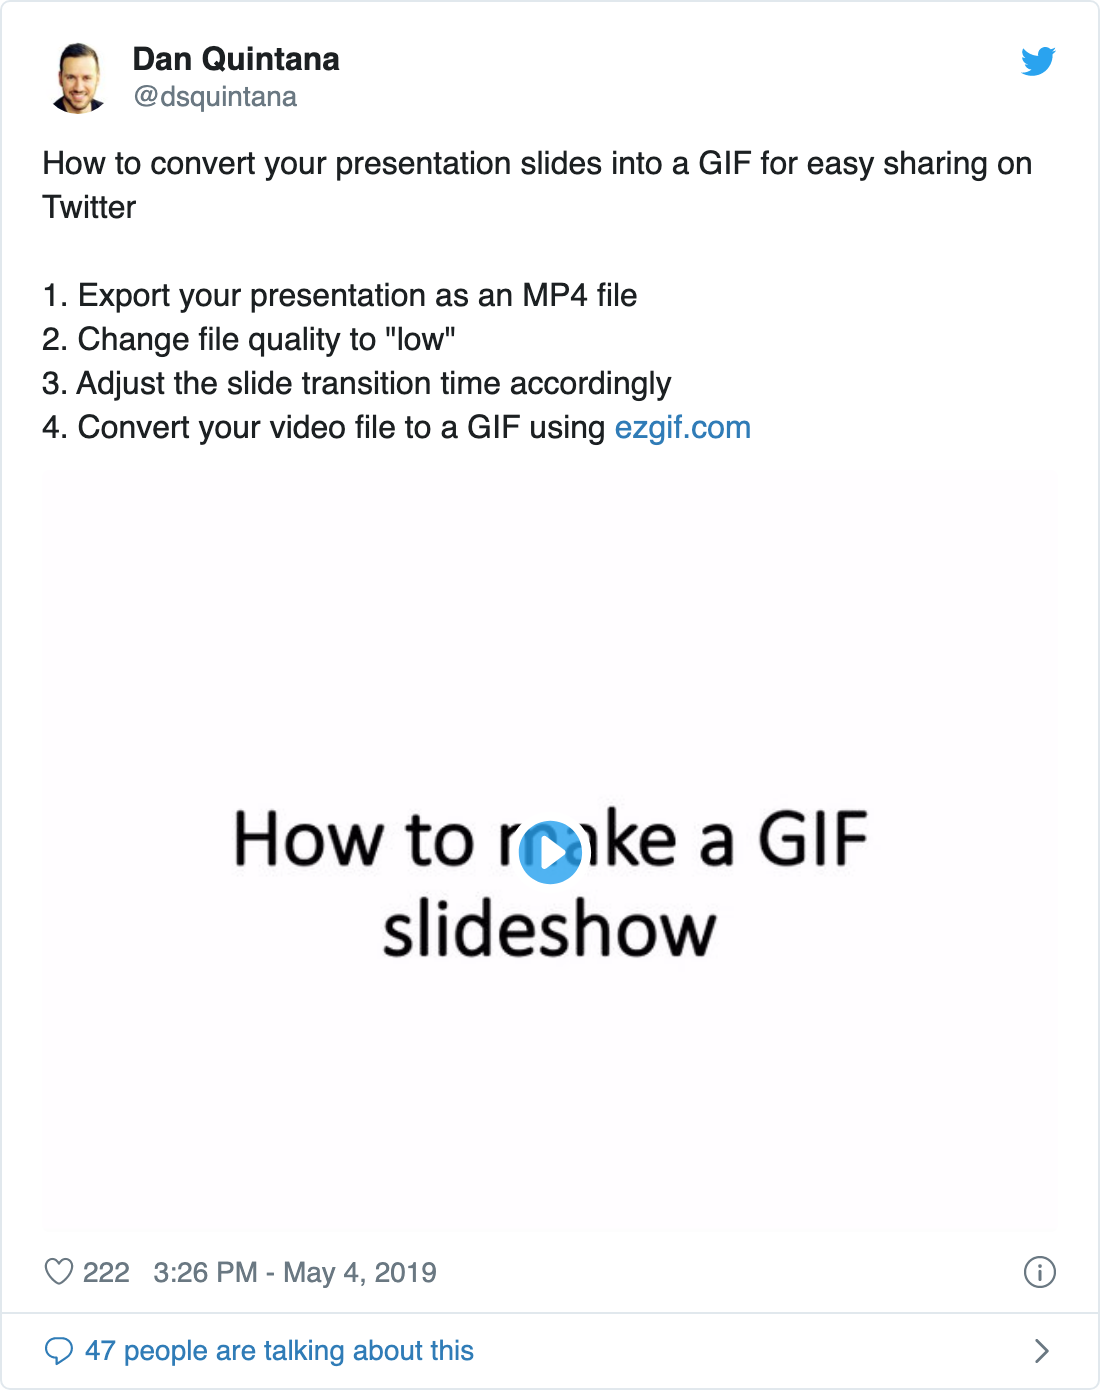 Dan Quintana
@dsquintana
How to convert your presentation slides into a GIF for easy sharing on
Twitter
1. Export your presentation as an MP4 file
2. Change file quality to "low"
3. Adjust the slide transition time accordingly
4. Convert your video file to a GIF using ezgif.com
How to make a GIF
slideshow
222 3:26 PM - May 4, 2019
47 people are talking about this